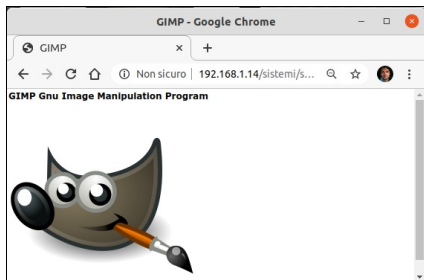 GIMP - Google Chrome
GIMP
Non sicuro | 192.168.1.14/sistemi/s...
GIMP Gnu Image Manipulation Program